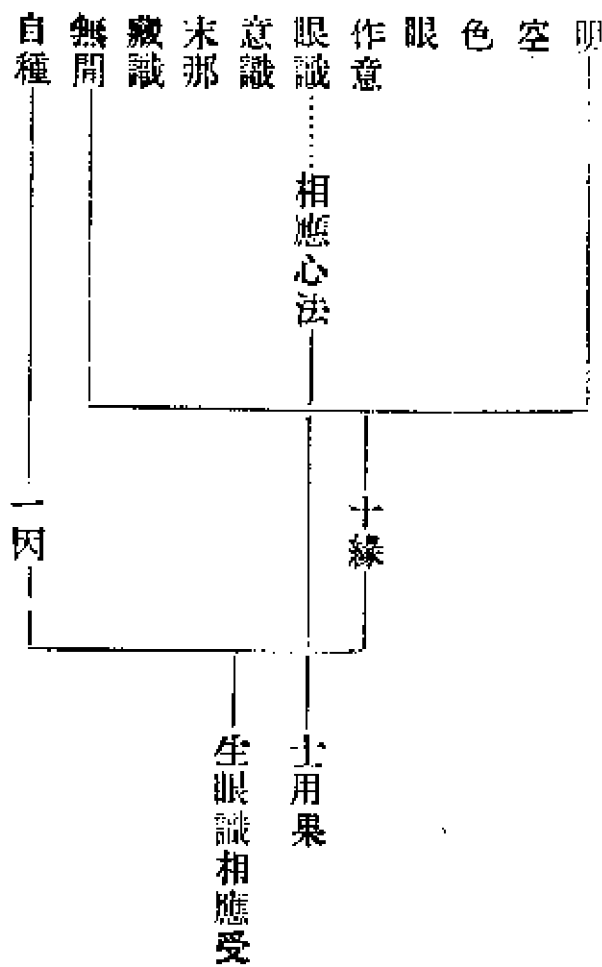 明
空
色
眼
作意
眼識
意識
末那
藏識
無間
自種
相應心法
十緣
一因
士用果
生眼識相應受